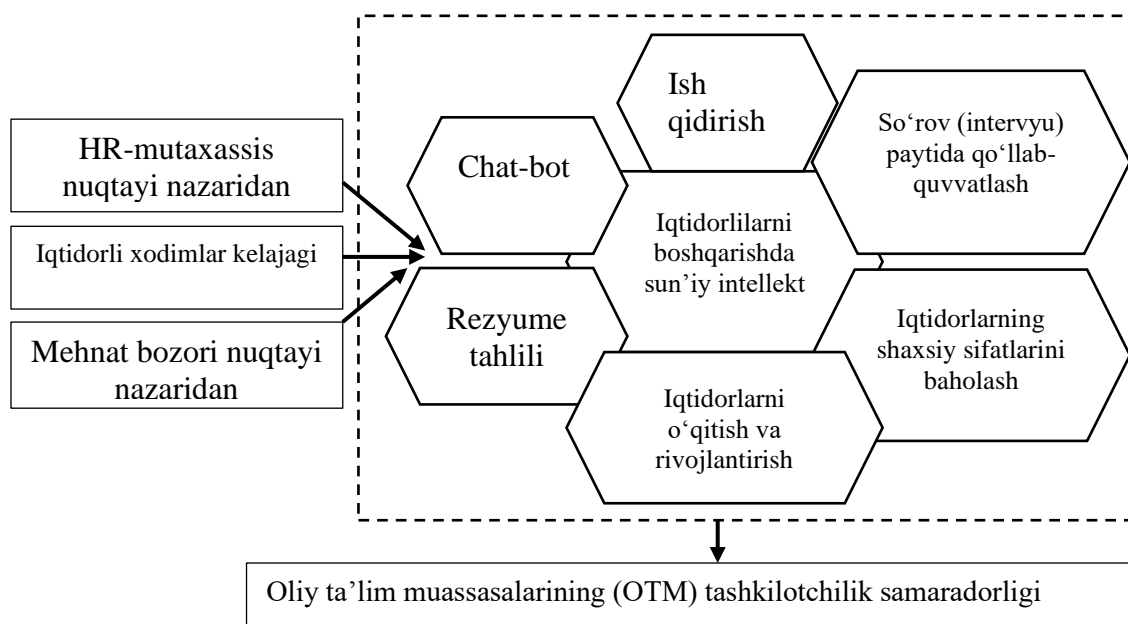 HR-mutaxassis
nuqtayi nazaridan
Iqtidorli xodimlar kelajagi
Mehnat bozori nuqtayi
nazaridan
Ish
qidirish
Chat-bot
So‘rov (intervyu)
paytida qo‘llab-
quvvatlash
Iqtidorlilarni
boshqarishda
sun’iy intellekt
Rezyume
tahlili
Iqtidorlarning
shaxsiy sifatlarini
baholash
Iqtidorlarni
o‘qitish va
rivojlantirish
Oliy ta’lim muassasalarining (OTM) tashkilotchilik samaradorligi